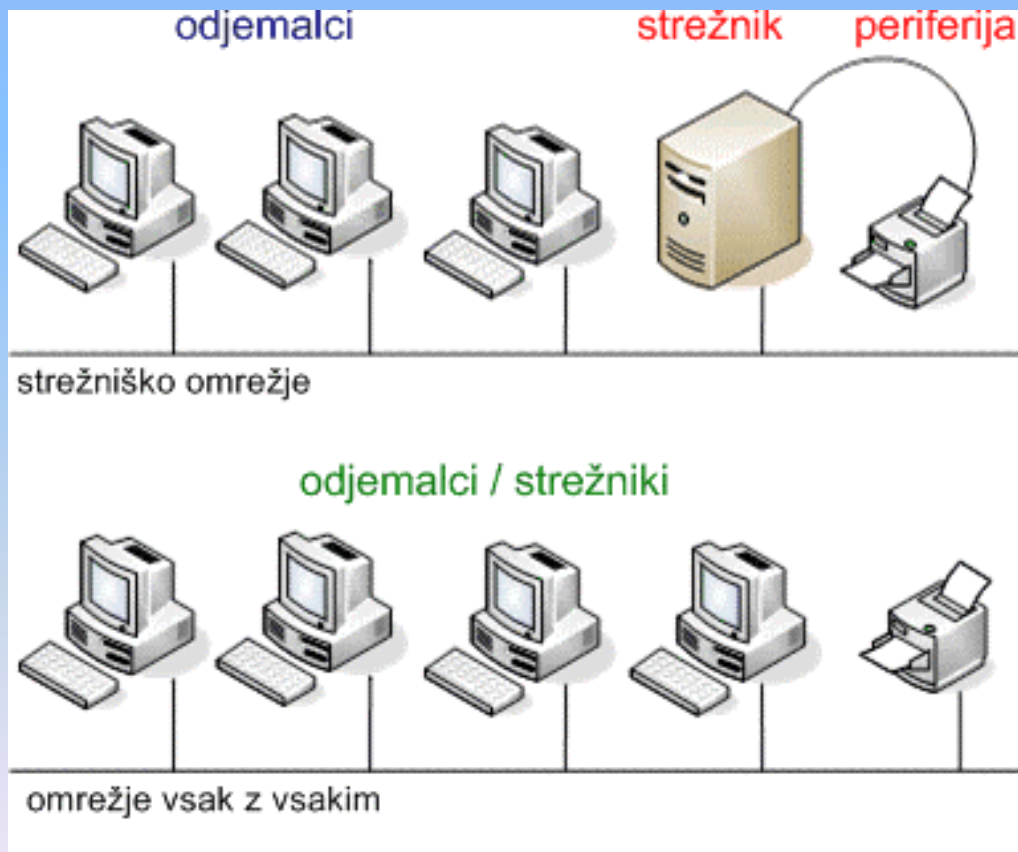 odjemalci strežnik periferija
strežniško omrežje
odjemalci / strežniki
omrežje vsak z vsakim